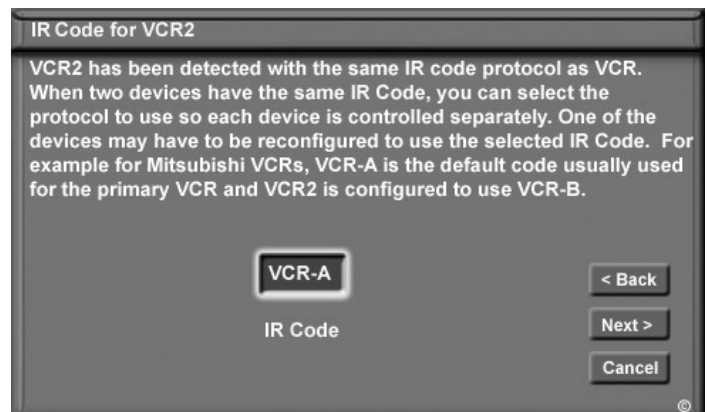 IR Code for VCR2
VCR2 has been detected with the same IR code protocol as VCR.
When two devices have the same IR Code, you can select the
protocol to use so each device is controlled separately. One of the
devices may have to be reconfigured to use the selected IR Code. For
example for Mitsubishi VCRs, VCR-A is the default code usually used
for the primary VCR and VCR2 is configured to use VCR-B.
VCR-A
IR Code
< Back
Next >
Cancel
©